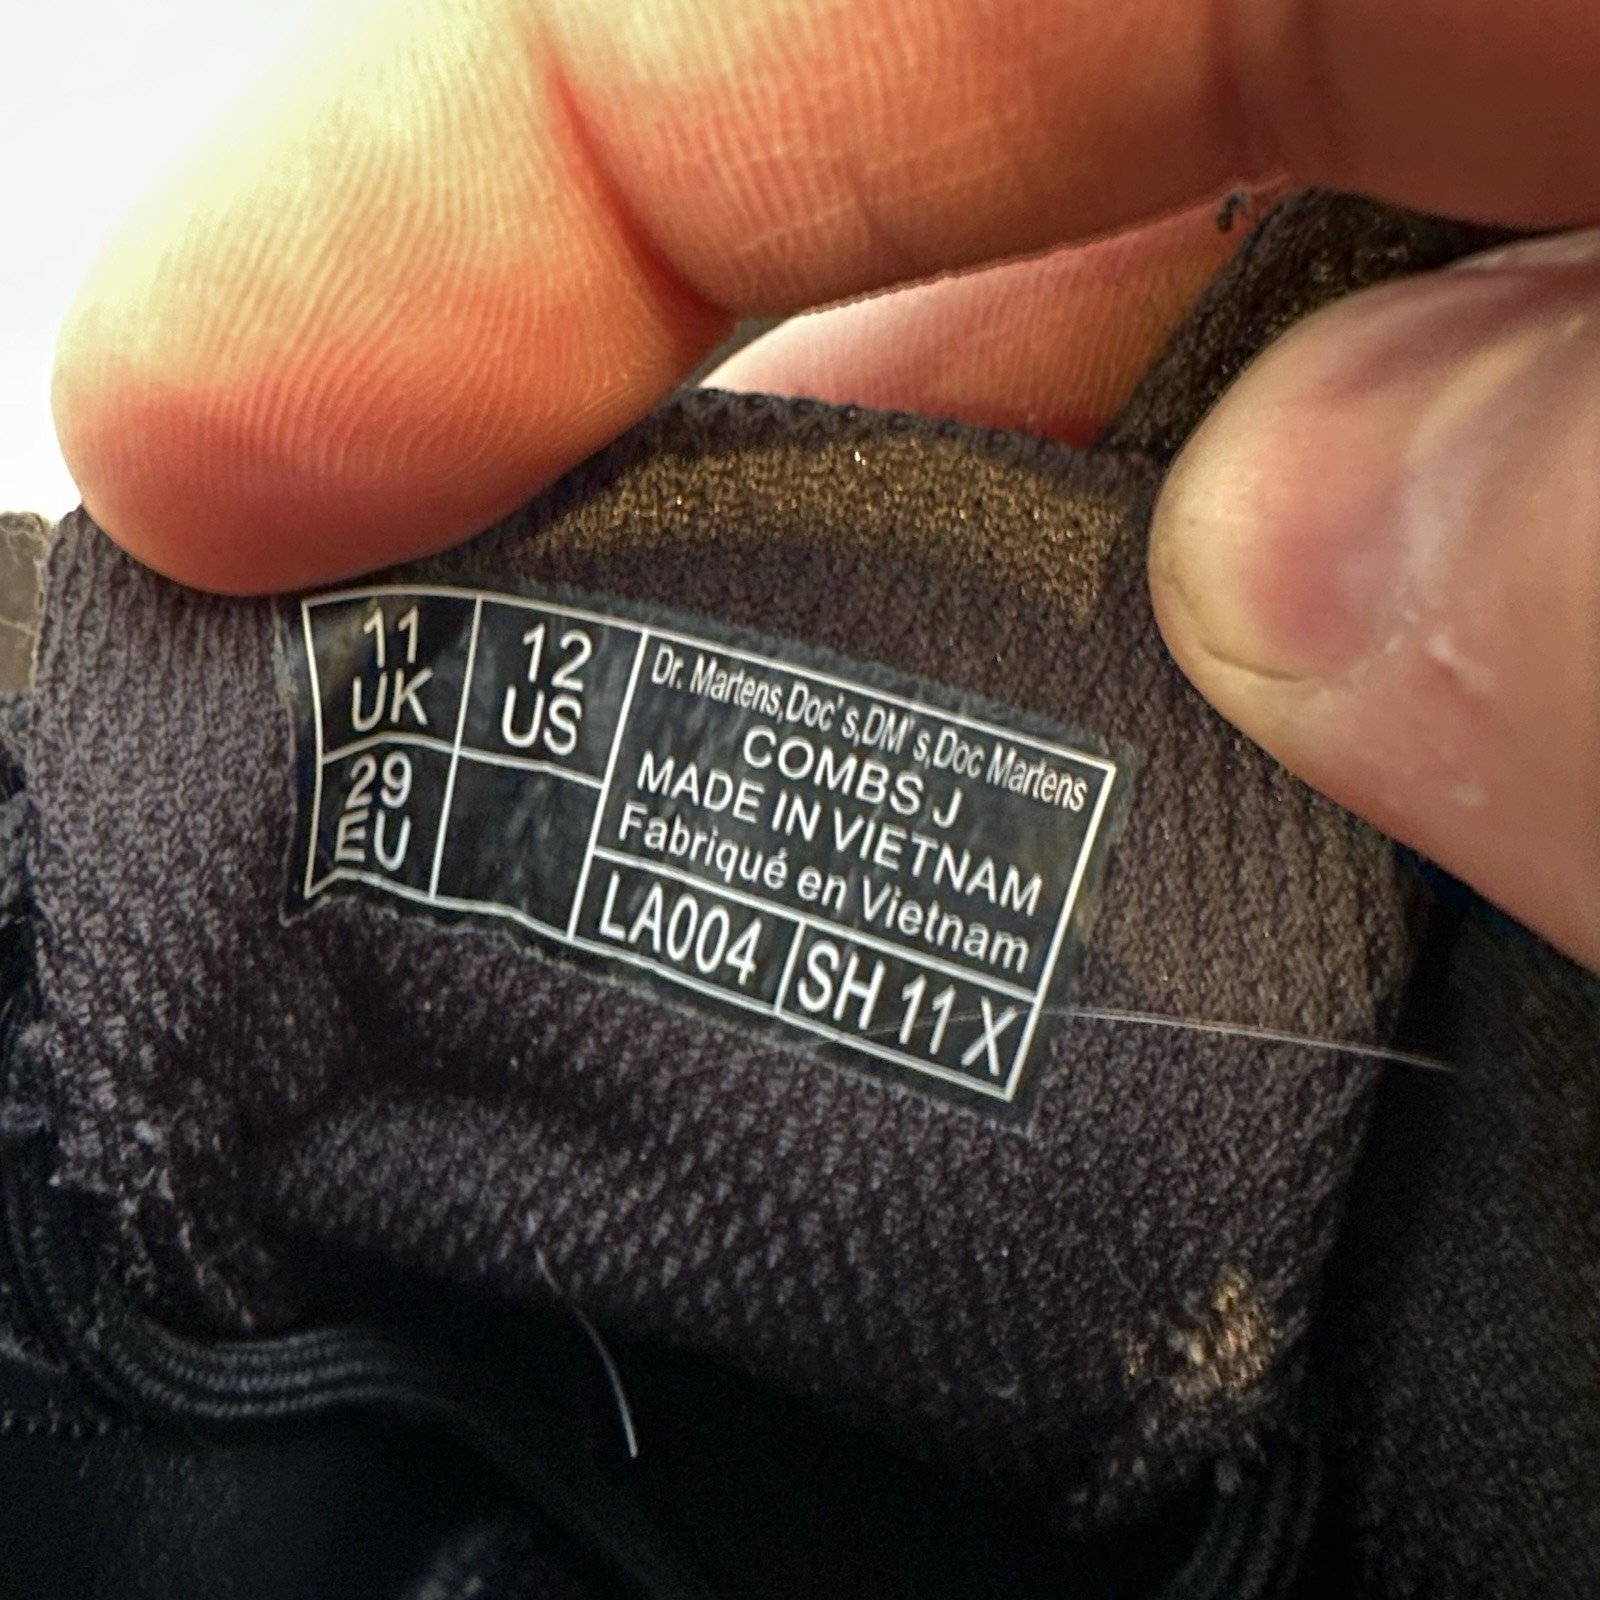 11
UK
12
US
29
EU
Dr. Martens,Doc's,DM's,Doc Martens
COMBS J
MADE IN VIETNAM
Fabriqué en Vietnam
LA004
SH 11 X